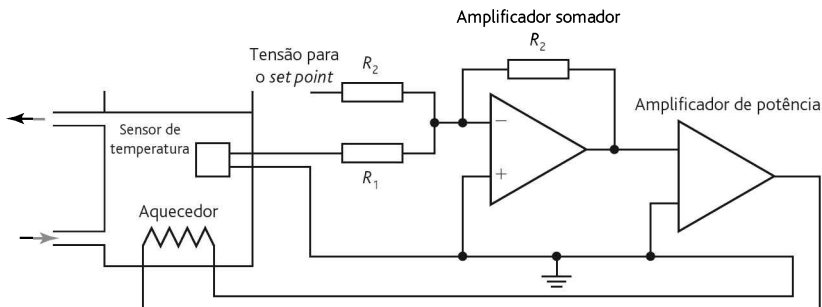 Amplificador somador
R2
Tensão para
o set point
R2
Amplificador de potência
Sensor de
temperatura
−
+
R1
Aquecedor